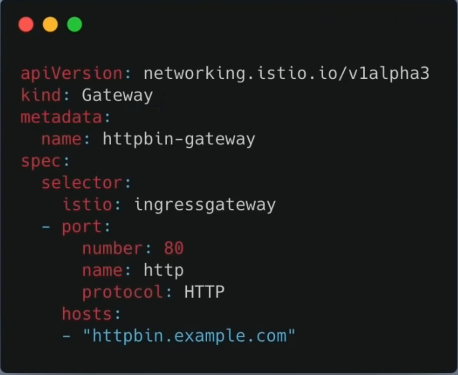 apiVersion: networking.istio.io/v1alpha3
kind: Gateway
metadata:
  name: httpbin-gateway
spec:
  selector:
    istio: ingressgateway
  - port:
      number: 80
      name: http
      protocol: HTTP
    hosts:
    - "httpbin.example.com"